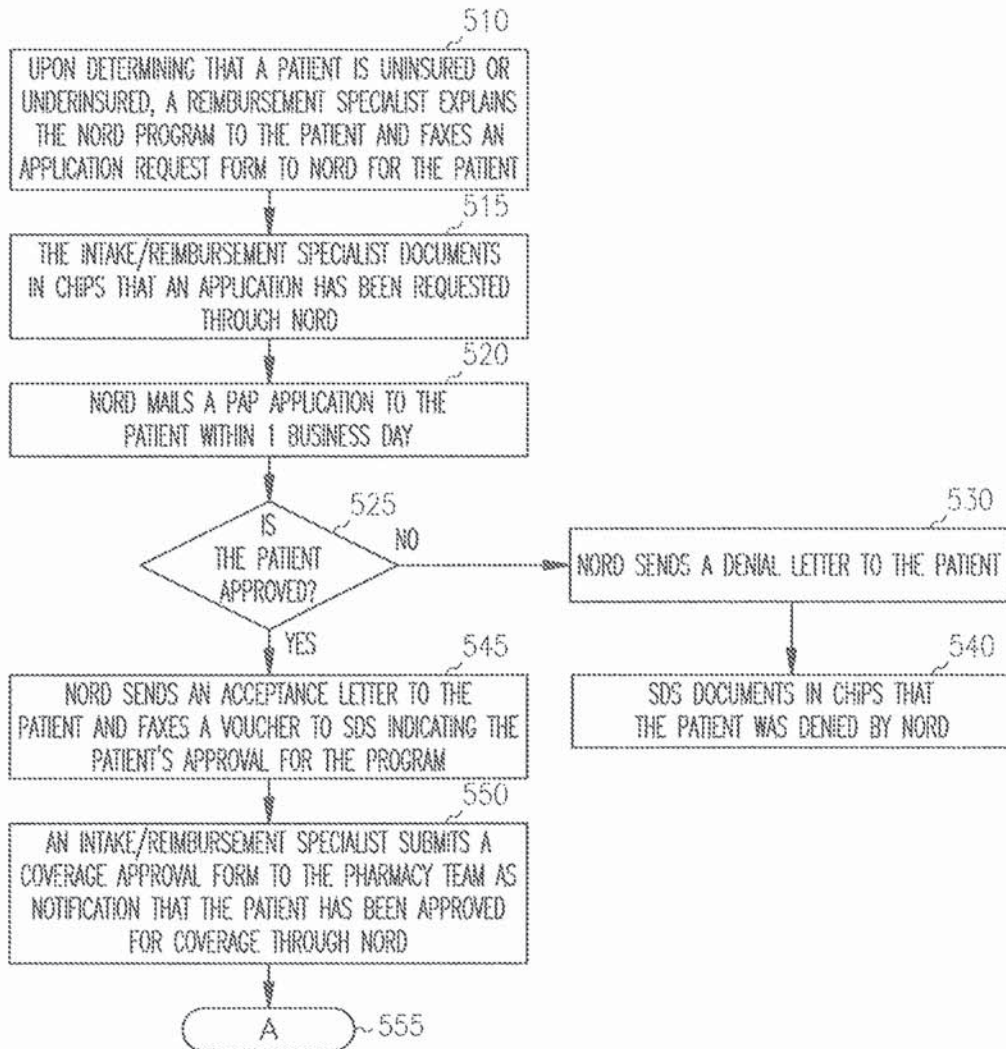 510
UPON DETERMINING THAT A PATIENT IS UNINSURED OR
UNDERINSURED, A REIMBURSEMENT SPECIALIST EXPLAINS
THE NORD PROGRAM TO THE PATIENT AND FAXES AN
APPLICATION REQUEST FORM TO NORD FOR THE PATIENT
515
THE INTAKE/REIMBURSEMENT SPECIALIST DOCUMENTS
IN CHIPS THAT AN APPLICATION HAS BEEN REQUESTED
THROUGH NORD
520
NORD MAILS A PAP APPLICATION TO THE
PATIENT WITHIN 1 BUSINESS DAY
525
IS
THE PATIENT
APPROVED?
NO
530
NORD SENDS A DENIAL LETTER TO THE PATIENT
540
SDS DOCUMENTS IN CHIPS THAT
THE PATIENT WAS DENIED BY NORD
YES
545
NORD SENDS AN ACCEPTANCE LETTER TO THE
PATIENT AND FAXES A VOUCHER TO SDS INDICATING THE
PATIENT'S APPROVAL FOR THE PROGRAM
550
AN INTAKE/REIMBURSEMENT SPECIALIST SUBMITS A
COVERAGE APPROVAL FORM TO THE PHARMACY TEAM AS
NOTIFICATION THAT THE PATIENT HAS BEEN APPROVED
FOR COVERAGE THROUGH NORD
A
555